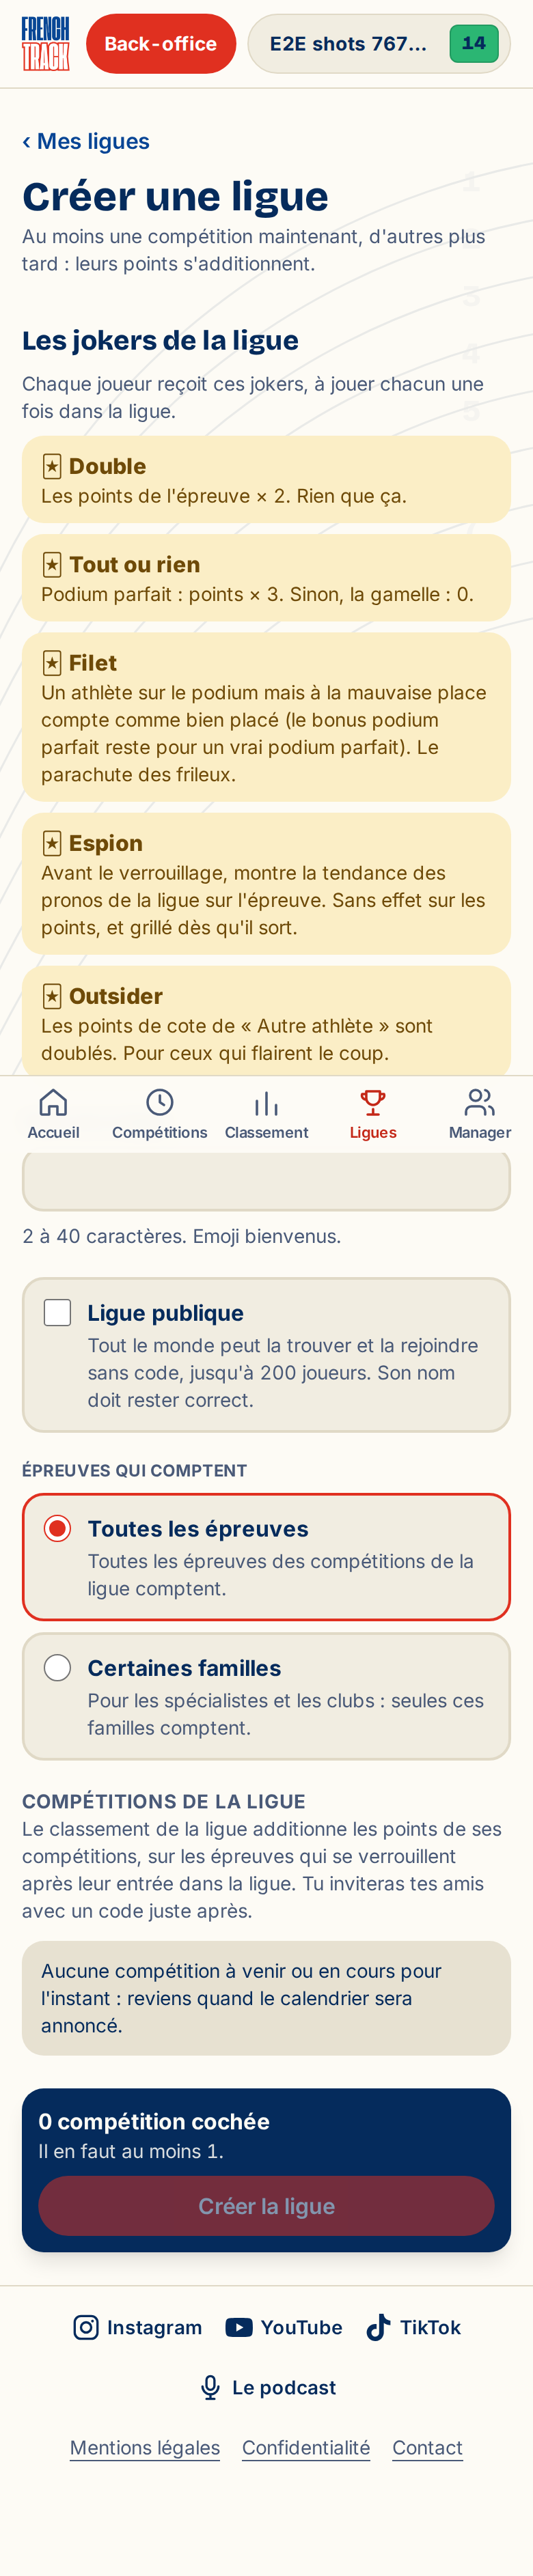 FRENCH
TRACK
Back-office
E2E shots 767...
14
‹ Mes ligues
Créer une ligue
Au moins une compétition maintenant, d'autres plus
tard : leurs points s'additionnent.
1
3
4
5
Les jokers de la ligue
Chaque joueur reçoit ces jokers, à jouer chacun une
fois dans la ligue.
Double
Les points de l'épreuve × 2. Rien que ça.
Tout ou rien
Podium parfait : points × 3. Sinon, la gamelle : 0.
Filet
Un athlète sur le podium mais à la mauvaise place
compte comme bien placé (le bonus podium
parfait reste pour un vrai podium parfait). Le
parachute des frileux.
Espion
Avant le verrouillage, montre la tendance des
pronos de la ligue sur l'épreuve. Sans effet sur les
points, et grillé dès qu'il sort.
Outsider
Les points de cote de « Autre athlète » sont
doublés. Pour ceux qui flairent le coup.
Accueil
Compétitions
Classement
Ligues
Manager
2 à 40 caractères. Emoji bienvenus.
Ligue publique
Tout le monde peut la trouver et la rejoindre
sans code, jusqu'à 200 joueurs. Son nom
doit rester correct.
ÉPREUVES QUI COMPTENT
Toutes les épreuves
Toutes les épreuves des compétitions de la
ligue comptent.
Certaines familles
Pour les spécialistes et les clubs : seules ces
familles comptent.
COMPÉTITIONS DE LA LIGUE
Le classement de la ligue additionne les points de ses
compétitions, sur les épreuves qui se verrouillent
après leur entrée dans la ligue. Tu inviteras tes amis
avec un code juste après.
Aucune compétition à venir ou en cours pour
l'instant : reviens quand le calendrier sera
annoncé.
0 compétition cochée
Il en faut au moins 1.
Créer la ligue
Instagram
YouTube
TikTok
Le podcast
Mentions légales
Confidentialité
Contact